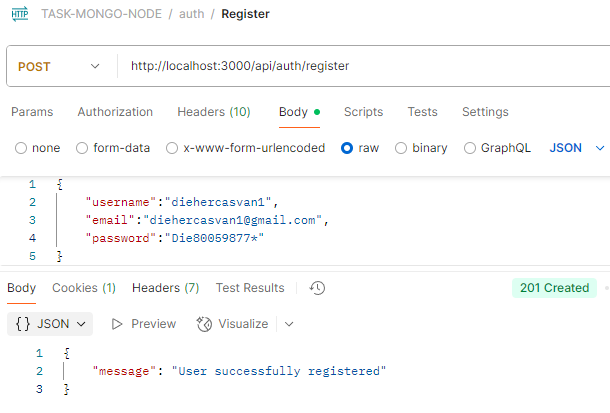 HTTP TASK-MONGO-NODE / auth / Register
POST http://localhost:3000/api/auth/register
Params Authorization Headers (10) Body Scripts Tests Settings
none form-data x-www-form-urlencoded raw binary GraphQL JSON
1 {
2 "username":"diehercasvan1",
3 "email":"diehercasvan1@gmail.com",
4 "password":"Die80059877*"
5 }
Body Cookies (1) Headers (7) Test Results 201 Created
{} JSON Preview Visualize
1 {
2 "message": "User successfully registered"
3 }